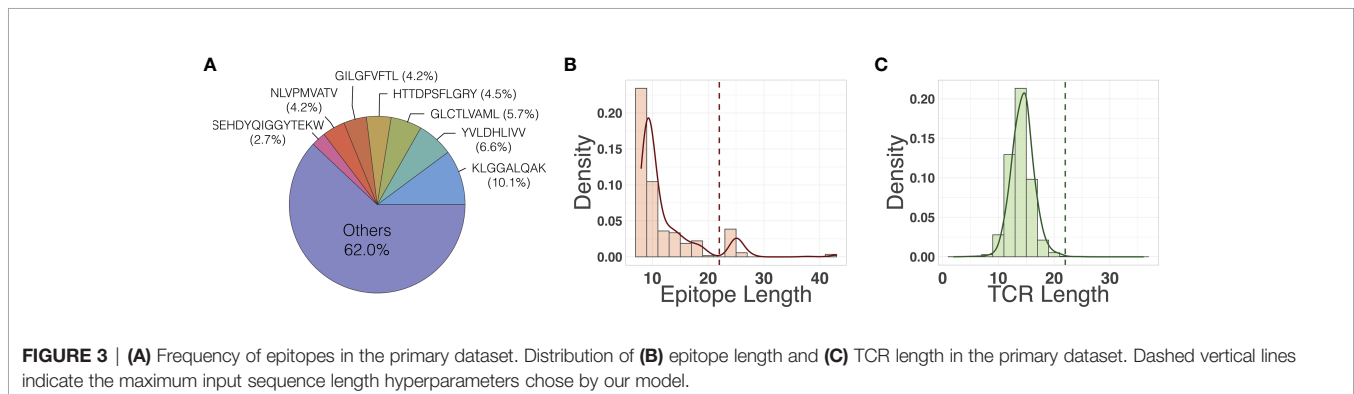 A
GILGFVFTL (4.2%)
NLVPMVATV
(4.2%)
HTTDPSFLGRY (4.5%)
SEHDYQIGGYTEKW
(2.7%)
GLCTLVAML (5.7%)
YVLDHLIVV
(6.6%)
KLGGALQAK
(10.1%)
Others
62.0%
B
Density
0.20
0.15
0.10
0.05
0.00
10 20 30 40
Epitope Length
C
Density
0.20
0.15
0.10
0.05
0.00
0 10 20 30
TCR Length
FIGURE 3 | (A) Frequency of epitopes in the primary dataset. Distribution of (B) epitope length and (C) TCR length in the primary dataset. Dashed vertical lines
indicate the maximum input sequence length hyperparameters chose by our model.